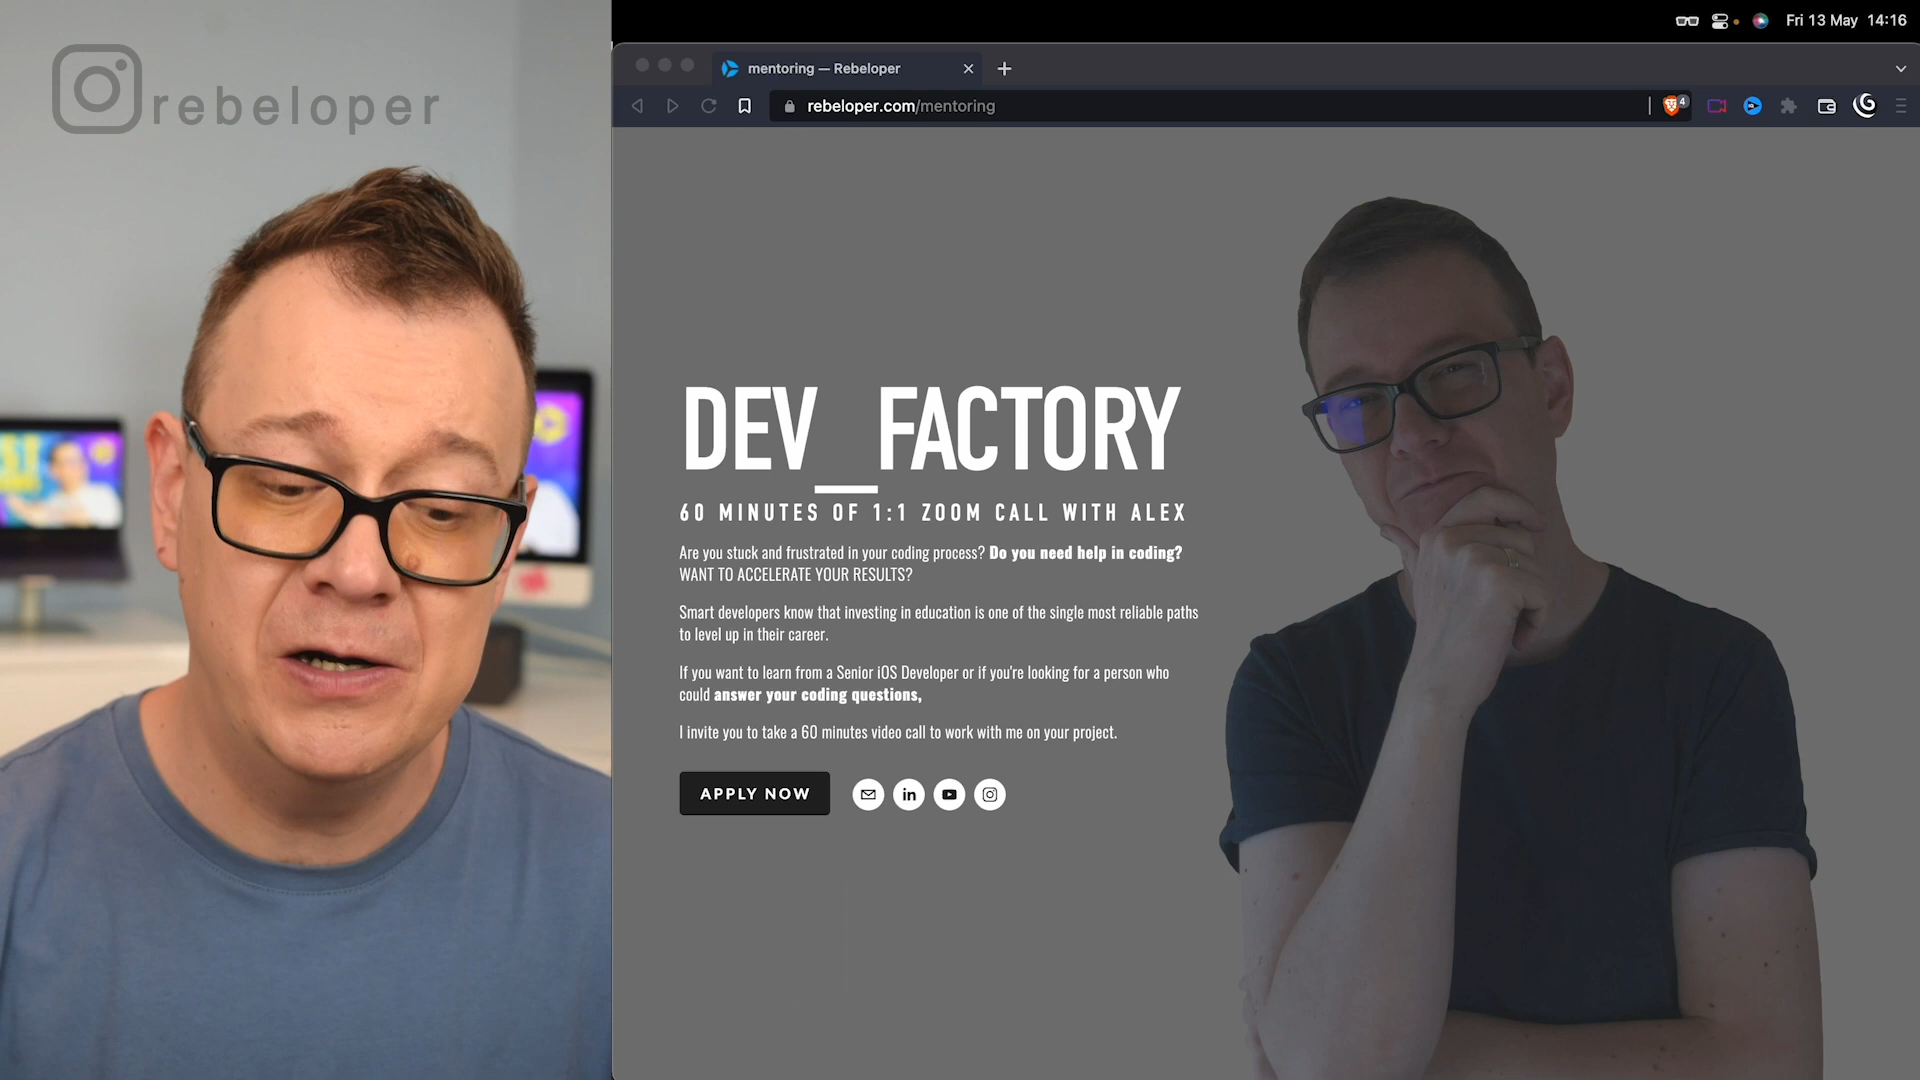 rebeloper
Fri 13 May 14:16
mentoring — Rebeloper
rebeloper.com/mentoring
4
DEV_FACTORY
60 MINUTES OF 1:1 ZOOM CALL WITH ALEX
Are you stuck and frustrated in your coding process? Do you need help in coding?
WANT TO ACCELERATE YOUR RESULTS?
Smart developers know that investing in education is one of the single most reliable paths
to level up in their career.
If you want to learn from a Senior iOS Developer or if you're looking for a person who
could answer your coding questions,
I invite you to take a 60 minutes video call to work with me on your project.
APPLY NOW
in